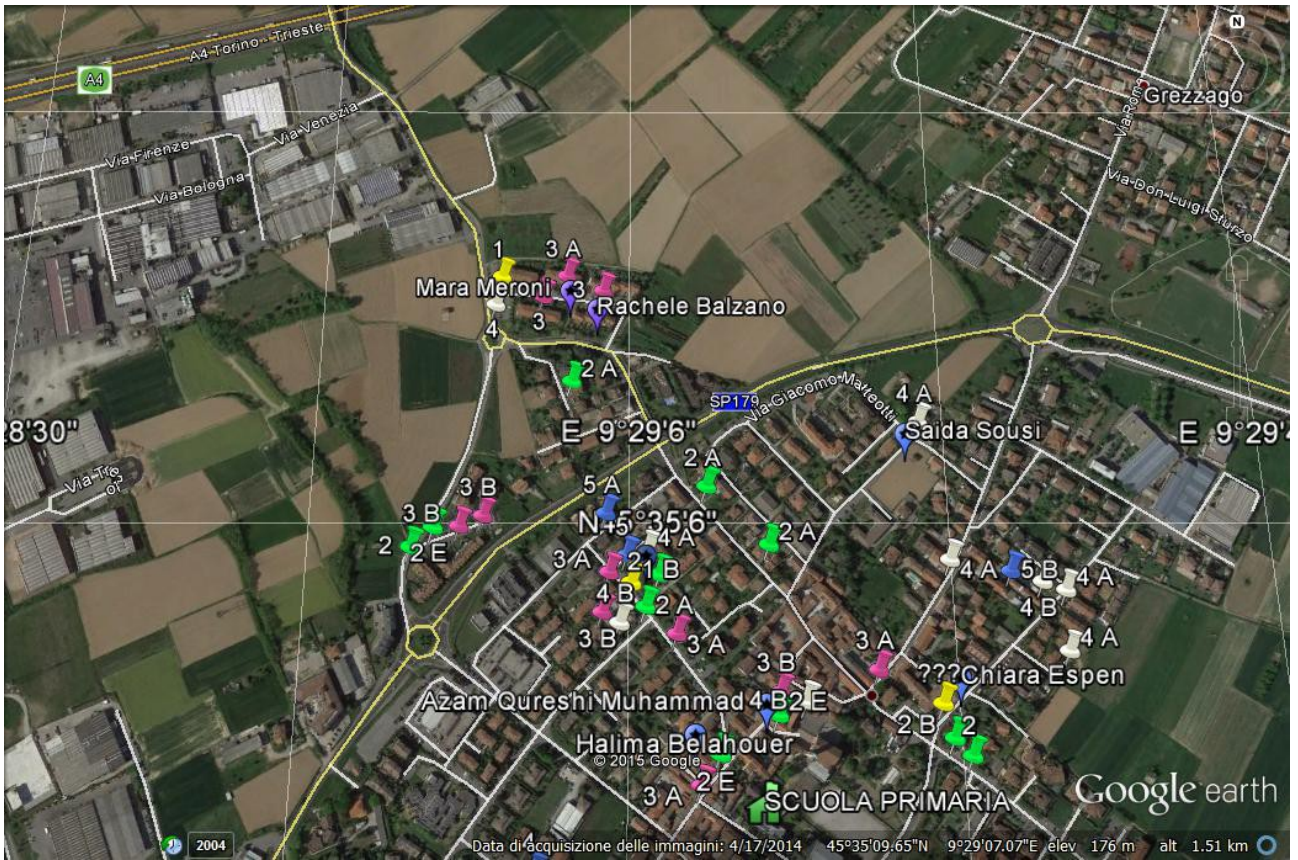 N
A4 Torino - Trieste
A4
Grezzago
Via Roma
Via Venezia
Via Firenze
Via Bologna
Via Don Luigi Sturzo
1
3 A
Mara Meroni
3
Rachele Balzano
4
3
2 A
SP179
Via Giacomo Matteotti
4 A
28'30"
E 9°29'6"
Saida Sousi
E 9°29'4
2 A
3 B
5 A
3 B
N 45°35'6"
5
4 A
2 A
2
2 E
3 A
2
1
B
4 A
5 B
4 A
4 B
2 A
4 B
3 B
3 A
4 A
3 A
3 B
???
Chiara Espen
Azam Qureshi Muhammad
4 B
2 E
2 B
2
Halima Belahouer
© 2015 Google
2 E
3 A
SCUOLA PRIMARIA
Google earth
4
2004
Data di acquisizione delle immagini: 4/17/2014 45°35'09.65"N 9°29'07.07"E elev 176 m alt 1.51 km